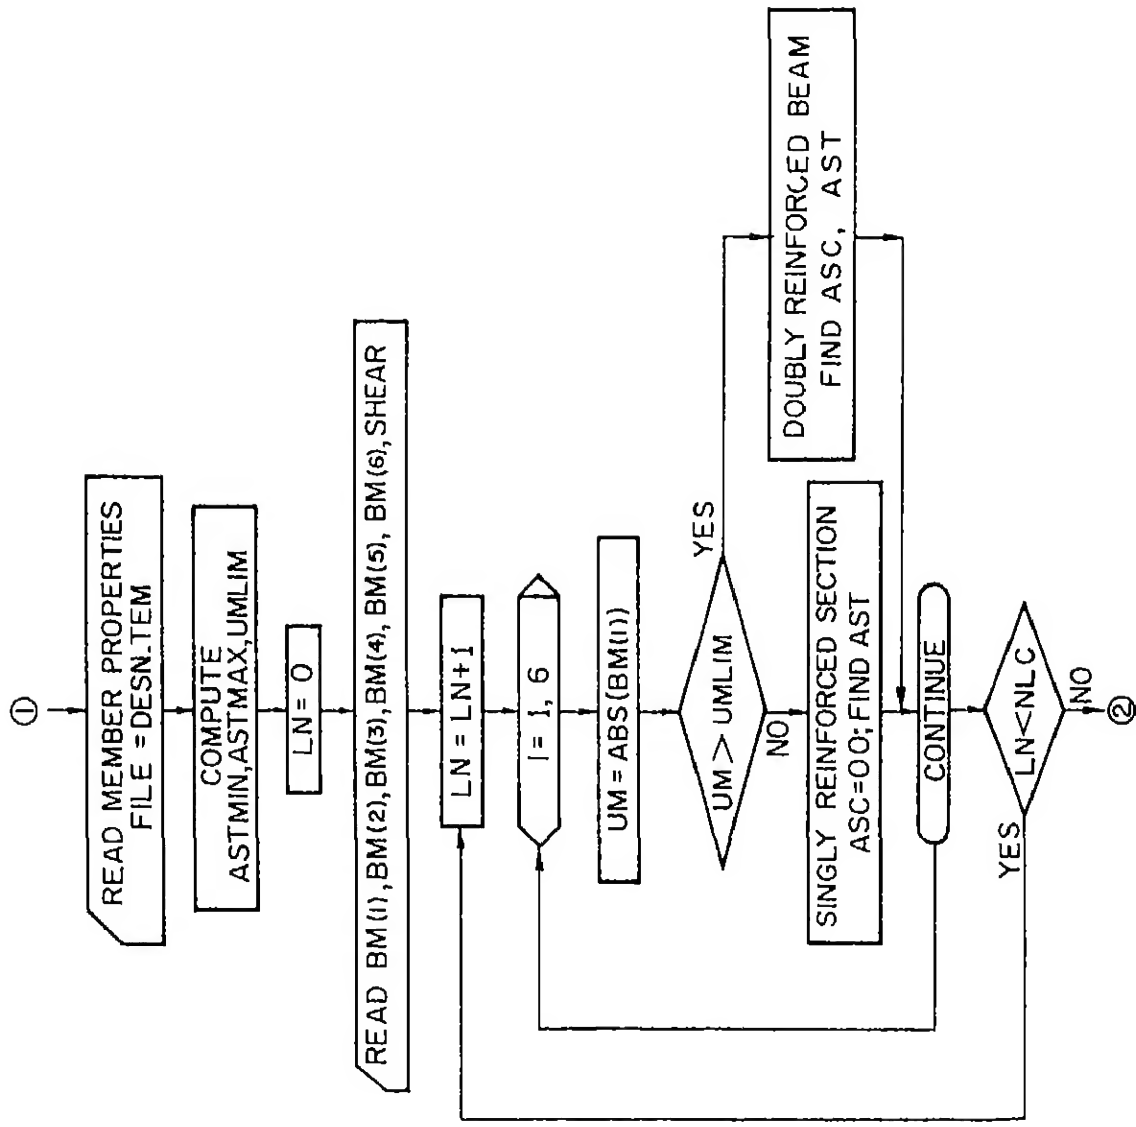 ①
READ MEMBER PROPERTIES
FILE = DESN.TEM
COMPUTE
ASTMIN,ASTMAX,UMLIM
LN = 0
READ BM(1),BM(2),BM(3),BM(4),BM(5),BM(6),SHEAR
LN = LN+1
I = 1, 6
UM = ABS(BM(I))
UM > UMLIM
YES
NO
DOUBLY REINFORCED BEAM
FIND ASC, AST
SINGLY REINFORCED SECTION
ASC=00; FIND AST
CONTINUE
LN<NLC
YES
NO
②